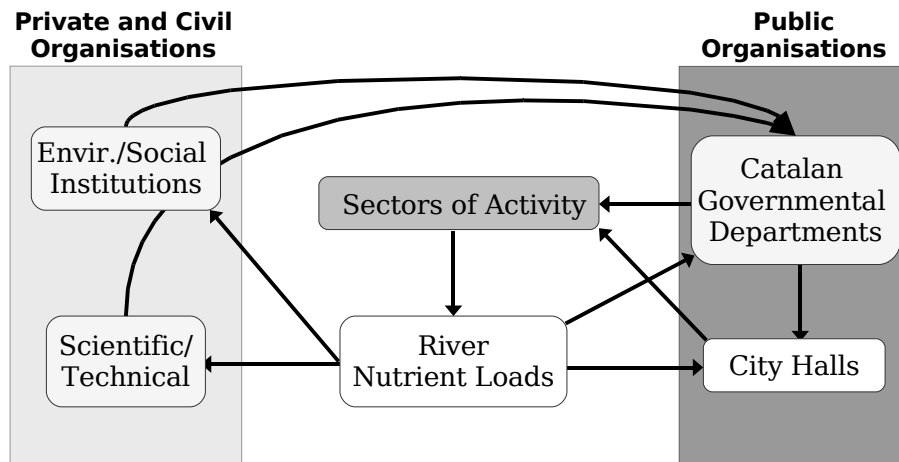 Private and Civil
Organisations
Public
Organisations
Envir./Social
Institutions
Catalan
Governmental
Departments
Sectors of Activity
Scientific/
Technical
River
Nutrient Loads
City Halls